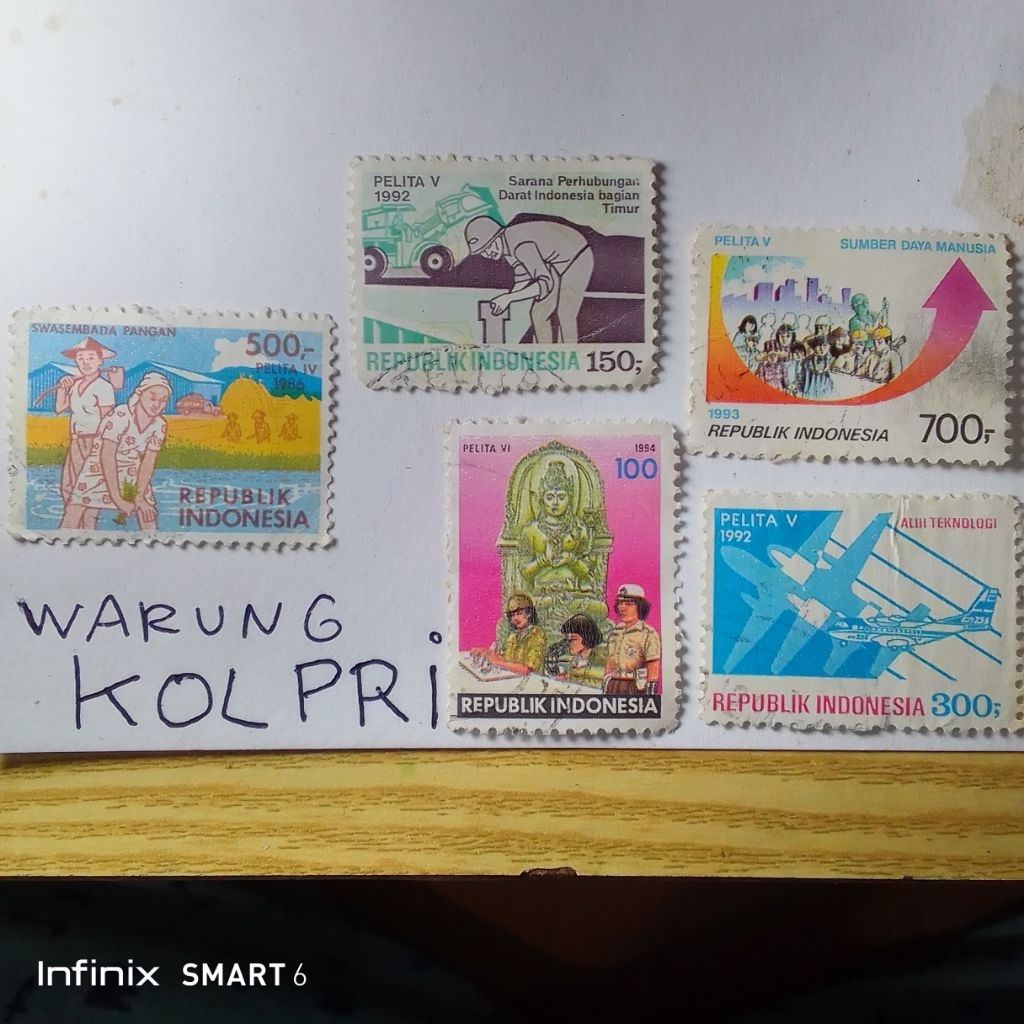 SWASEMBADA PANGAN
500,-
PELITA IV
1986
REPUBLIK
INDONESIA
PELITA V
1992
Sarana Perhubungan
Darat Indonesia bagian
Timur
REPUBLIK INDONESIA 150,-
PELITA V SUMBER DAYA MANUSIA
1993
REPUBLIK INDONESIA 700,-
PELITA VI 1994
100
REPUBLIK INDONESIA
PELITA V
1992
ALIH TEKNOLOGI
REPUBLIK INDONESIA 300,-
WARUNG
KOLPRI
Infinix SMART 6